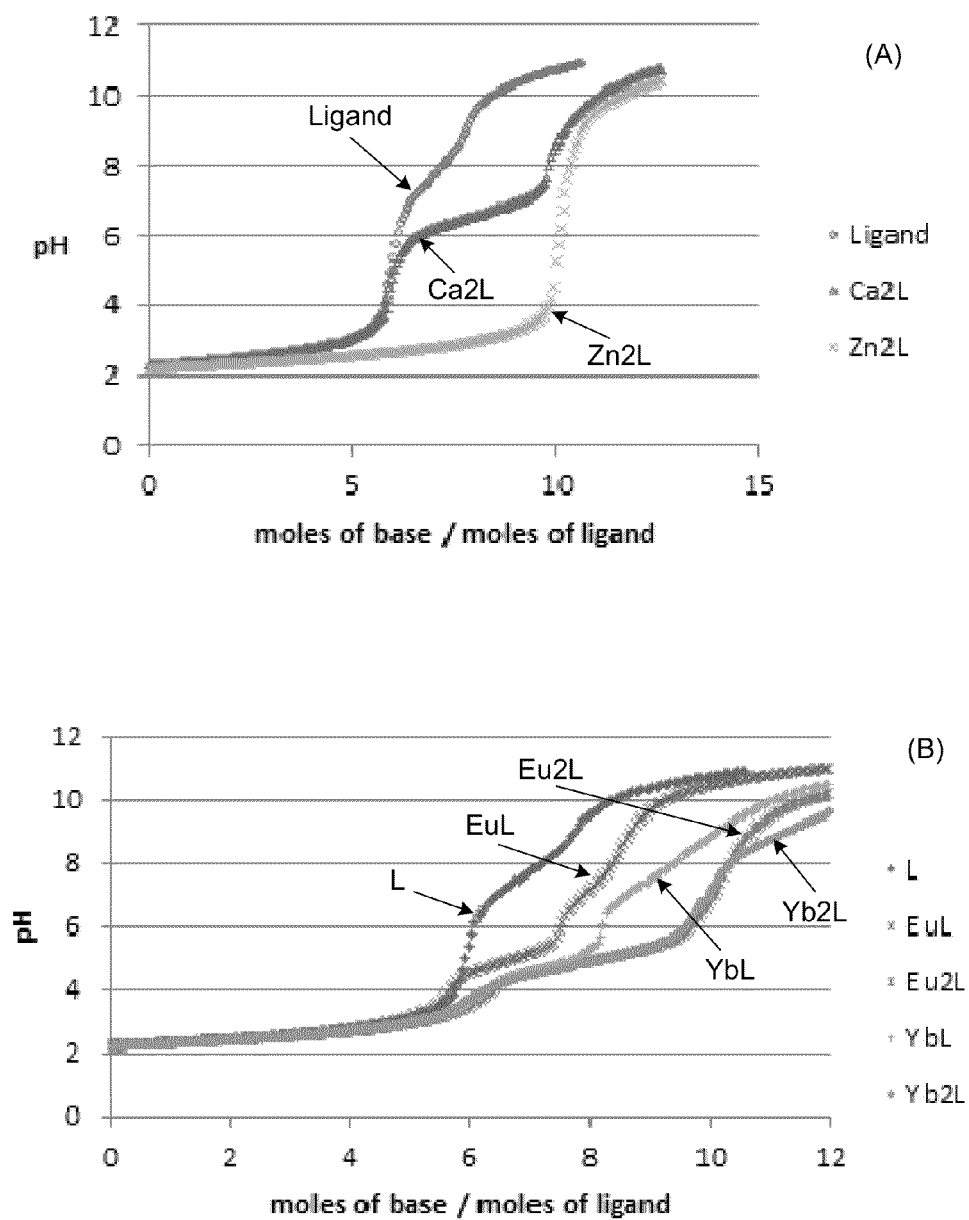 12
(A)
10
Ligand
8
pH
6
Ligand
Ca2L
Ca2L
4
Zn2L
Zn2L
2
0
0 5 10 15
moles of base / moles of ligand
12
(B)
Eu2L
10
EuL
8
L
L
pH
6
Yb2L
EuL
YbL
4
Eu2L
2
YbL
0
Yb2L
0 2 4 6 8 10 12
moles of base / moles of ligand